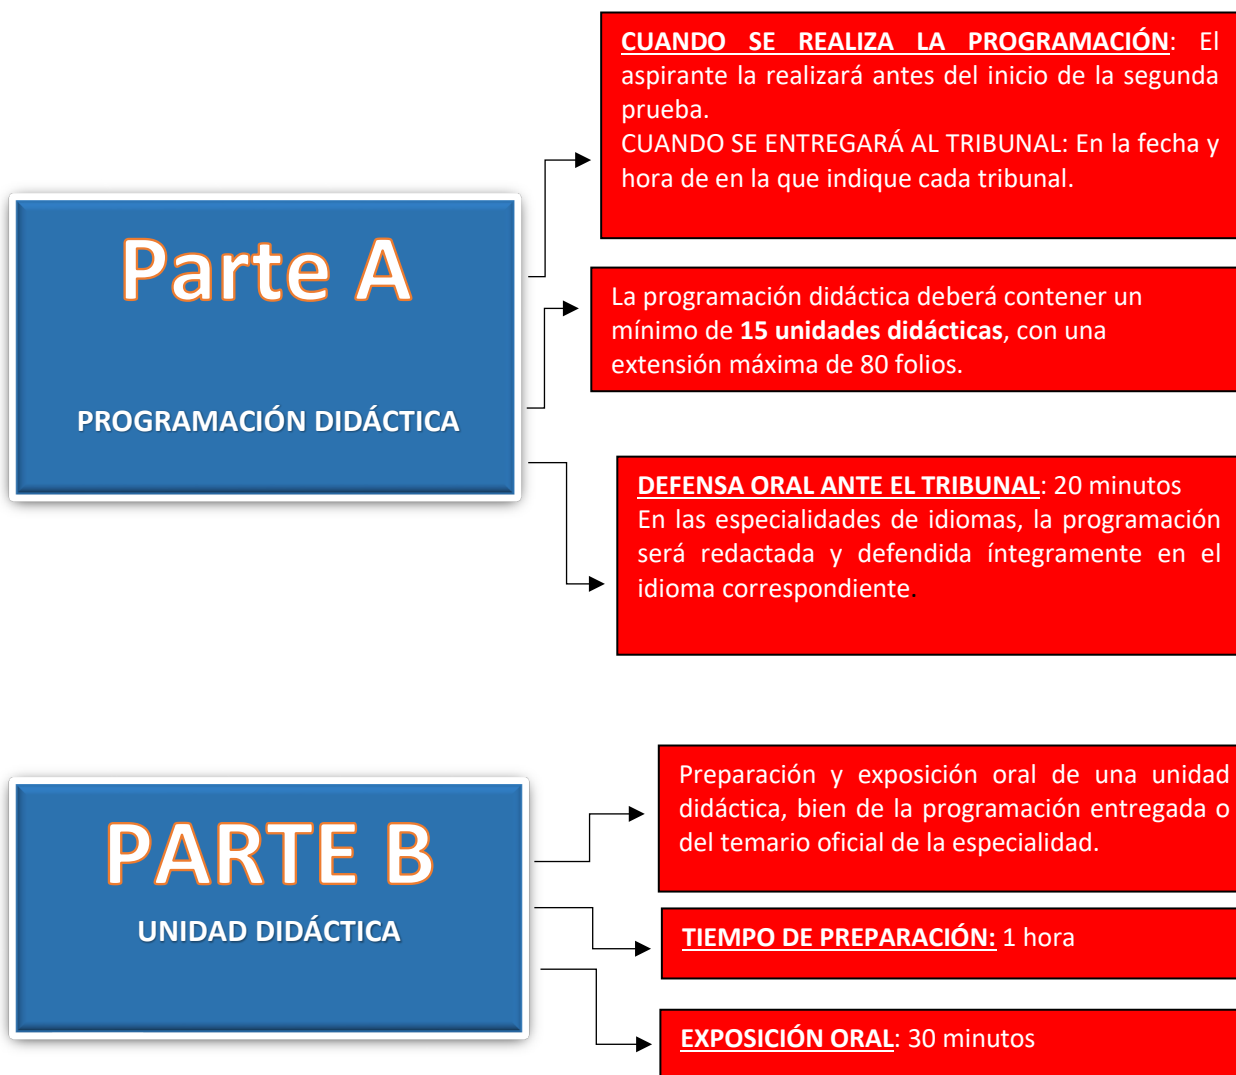 Parte A
PROGRAMACIÓN DIDÁCTICA
CUANDO SE REALIZA LA PROGRAMACIÓN: El
aspirante la realizará antes del inicio de la segunda
prueba.
CUANDO SE ENTREGARÁ AL TRIBUNAL: En la fecha y
hora de en la que indique cada tribunal.
La programación didáctica deberá contener un
mínimo de 15 unidades didácticas, con una
extensión máxima de 80 folios.
DEFENSA ORAL ANTE EL TRIBUNAL: 20 minutos
En las especialidades de idiomas, la programación
será redactada y defendida íntegramente en el
idioma correspondiente.
PARTE B
UNIDAD DIDÁCTICA
Preparación y exposición oral de una unidad
didáctica, bien de la programación entregada o
del temario oficial de la especialidad.
TIEMPO DE PREPARACIÓN: 1 hora
EXPOSICIÓN ORAL: 30 minutos